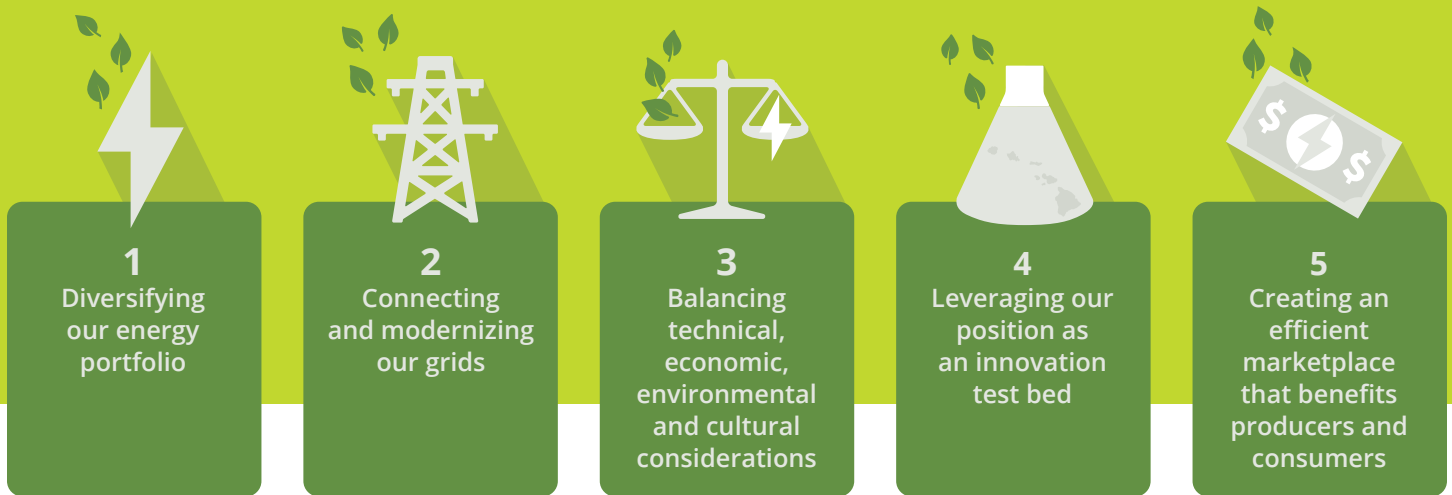 $
$
1
Diversifying
our energy
portfolio
2
Connecting
and modernizing
our grids
3
Balancing
technical,
economic,
environmental
and cultural
considerations
4
Leveraging our
position as
an innovation
test bed
5
Creating an
efficient
marketplace
that benefits
producers and
consumers